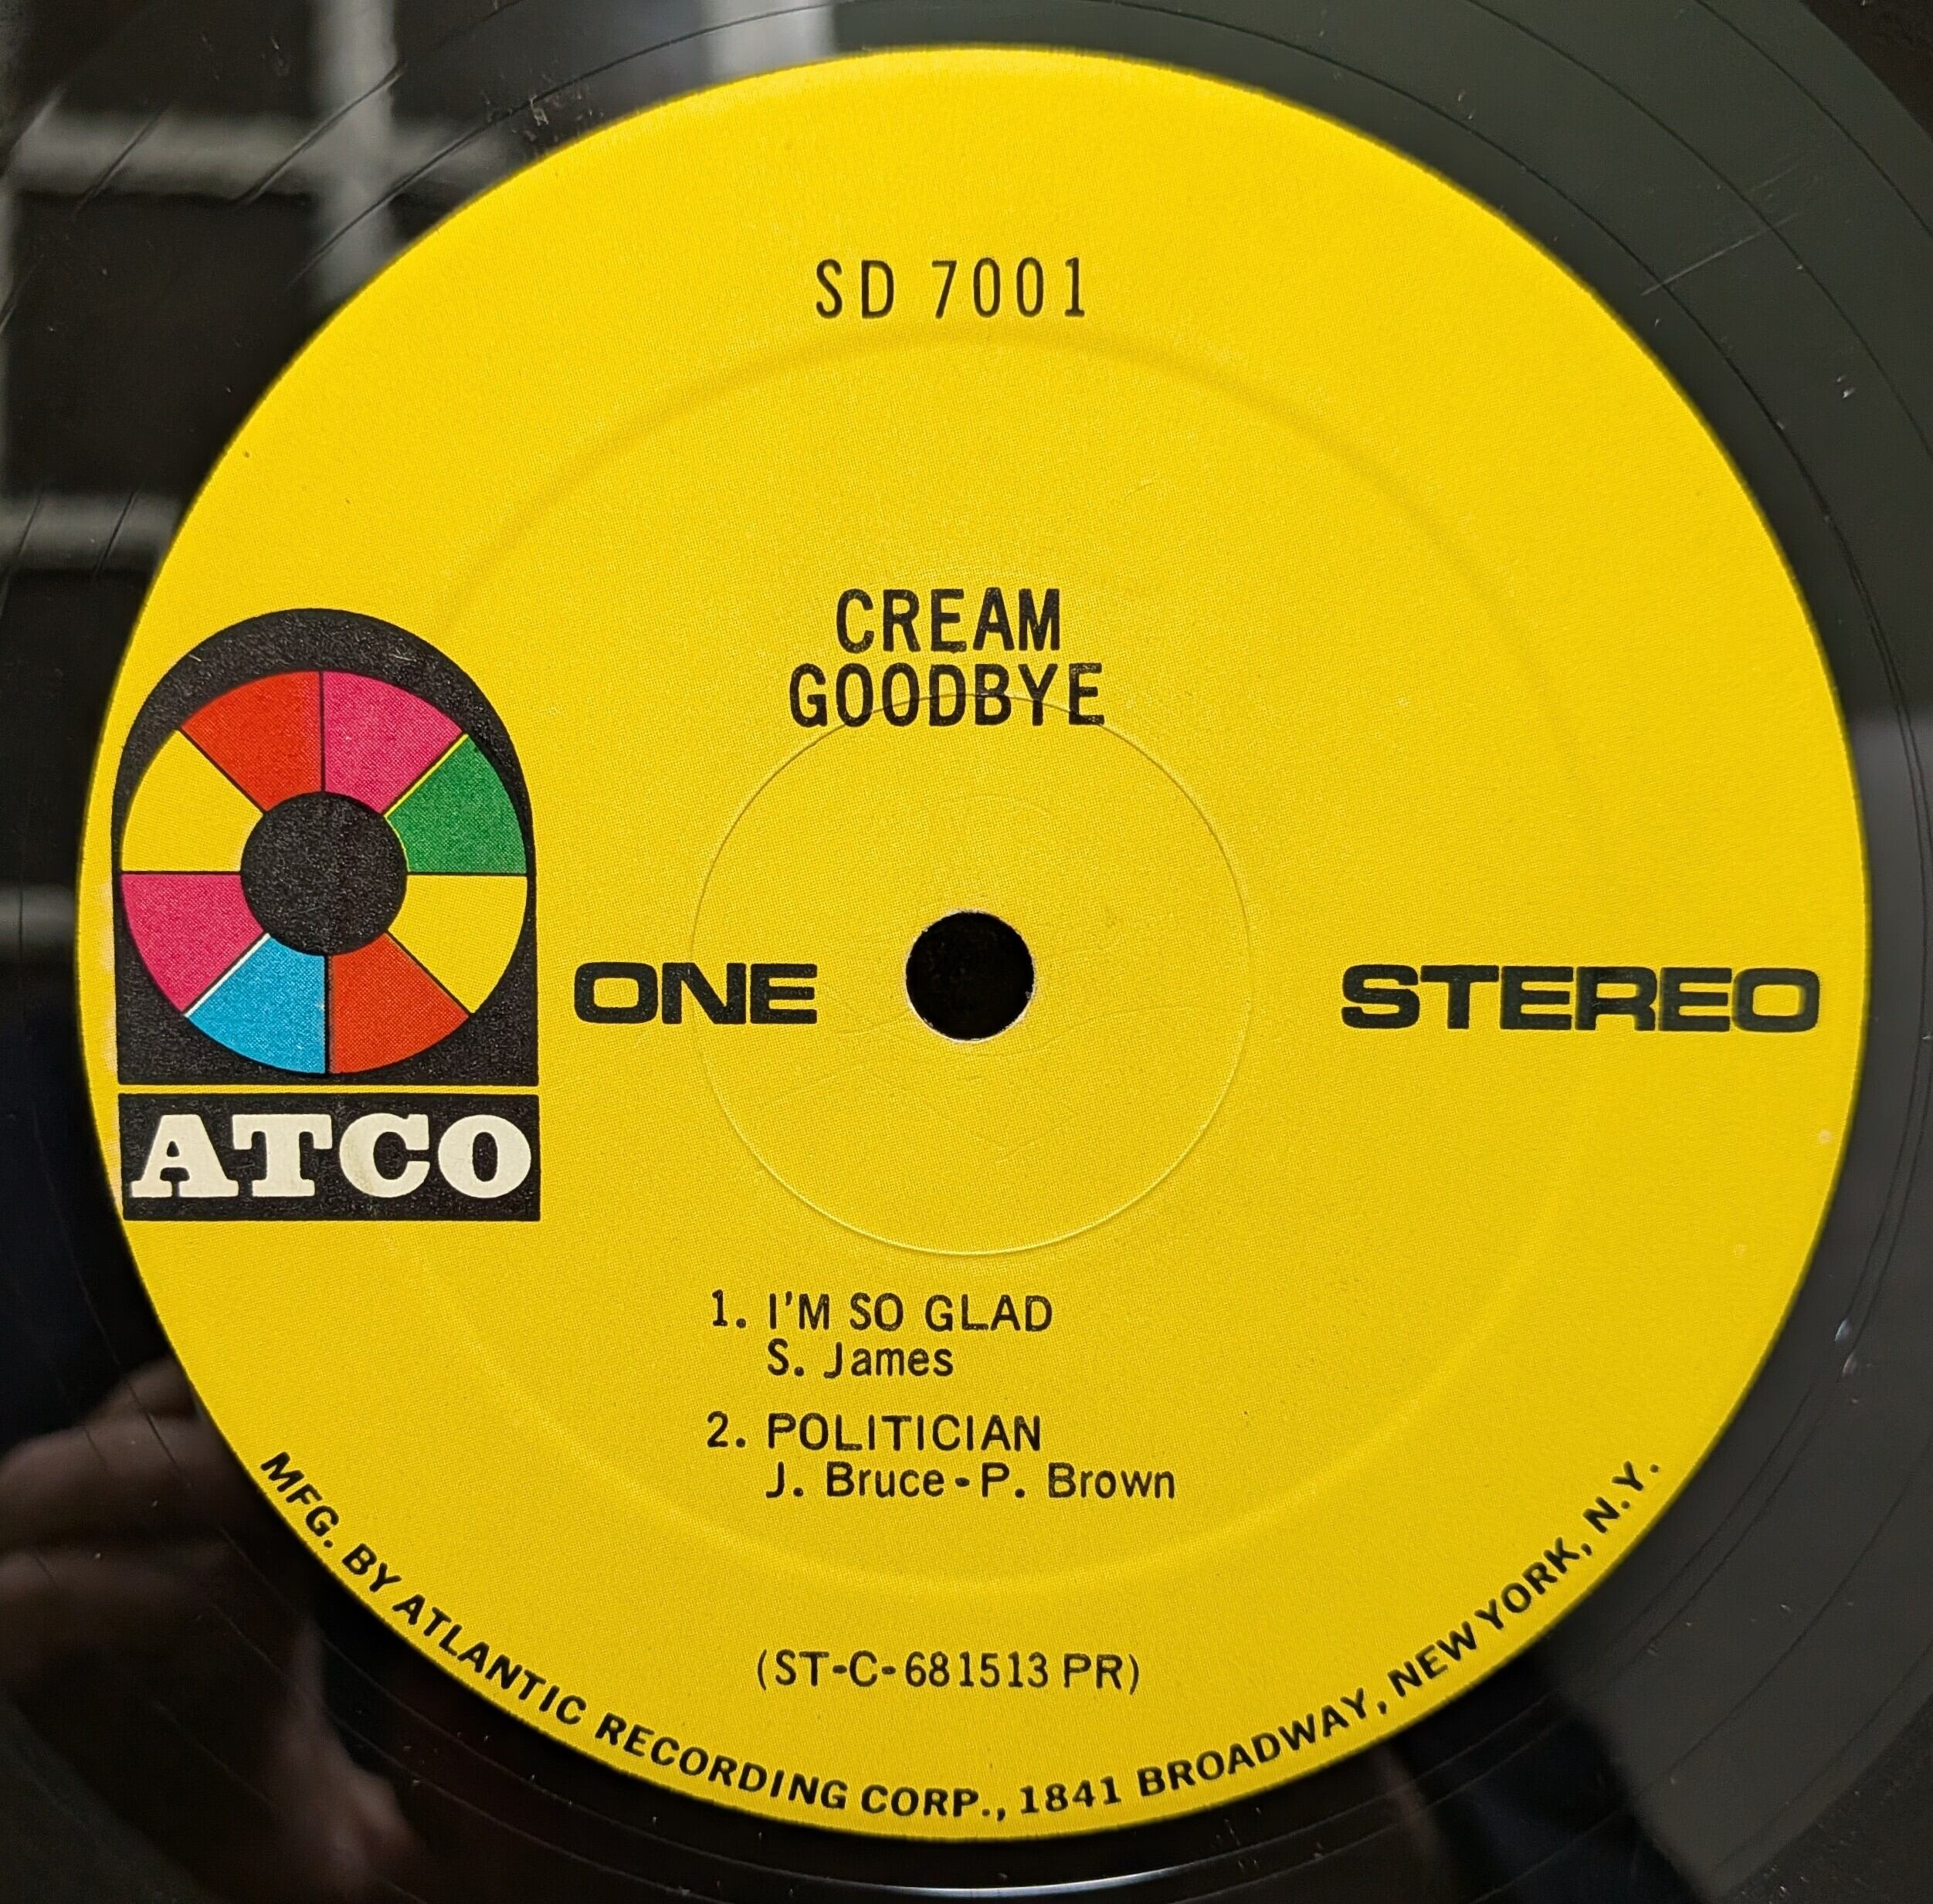 SD 7001
CREAM
GOODBYE
ONE
STEREO
ATCO
1. I'M SO GLAD
S. James
2. POLITICIAN
J. Bruce-P. Brown
(ST-C-681513 PR)
MFG. BY ATLANTIC RECORDING CORP., 1841 BROADWAY, NEW YORK, N.Y.